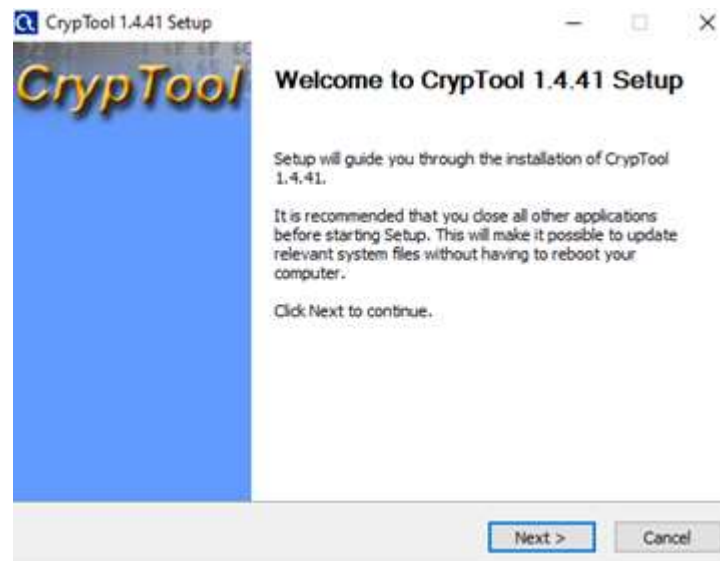 CrypTool 1.4.41 Setup
CrypTool
Welcome to CrypTool 1.4.41 Setup
Setup will guide you through the installation of CrypTool
1.4.41.
It is recommended that you close all other applications
before starting Setup. This will make it possible to update
relevant system files without having to reboot your
computer.
Click Next to continue.
Next >
Cancel